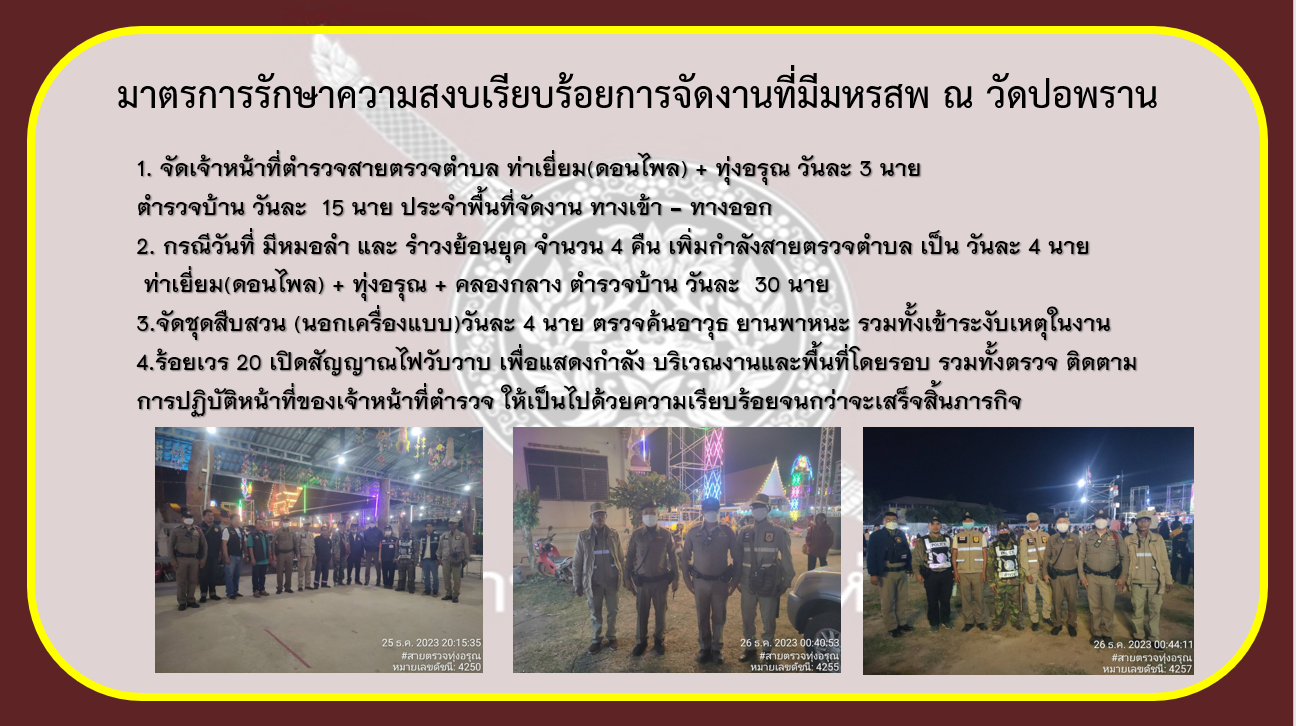 มาตรการรักษาความสงบเรียบร้อยการจัดงานที่มีมหรสพ ณ วัดปอพราน
1. จัดเจ้าหน้าที่ตำรวจสายตรวจตำบล ท่าเยี่ยม(ดอนไพล) + ทุ่งอรุณ วันละ 3 นาย
ตำรวจบ้าน วันละ 15 นาย ประจำพื้นที่จัดงาน ทางเข้า – ทางออก
2. กรณีวันที่ มีหมอลำ และ รำวงย้อนยุค จำนวน 4 คืน เพิ่มกำลังสายตรวจตำบล เป็น วันละ 4 นาย
ท่าเยี่ยม(ดอนไพล) + ทุ่งอรุณ + คลองกลาง ตำรวจบ้าน วันละ 30 นาย
3.จัดชุดสืบสวน (นอกเครื่องแบบ)วันละ 4 นาย ตรวจค้นอาวุธ ยานพาหนะ รวมทั้งเข้าระงับเหตุในงาน
4.ร้อยเวร 20 เปิดสัญญาณไฟวับวาบ เพื่อแสดงกำลัง บริเวณงานและพื้นที่โดยรอบ รวมทั้งตรวจ ติดตาม
การปฏิบัติหน้าที่ของเจ้าหน้าที่ตำรวจ ให้เป็นไปด้วยความเรียบร้อยจนกว่าจะเสร็จสิ้นภารกิจ
25 ธ.ค. 2023 20:15:35
#สายตรวจทุ่งอรุณ
หมายเลขดัชนี: 4250
26 ธ.ค. 2023 00:40:53
#สายตรวจทุ่งอรุณ
หมายเลขดัชนี: 4255
26 ธ.ค. 2023 00:44:11
#สายตรวจทุ่งอรุณ
หมายเลขดัชนี: 4257